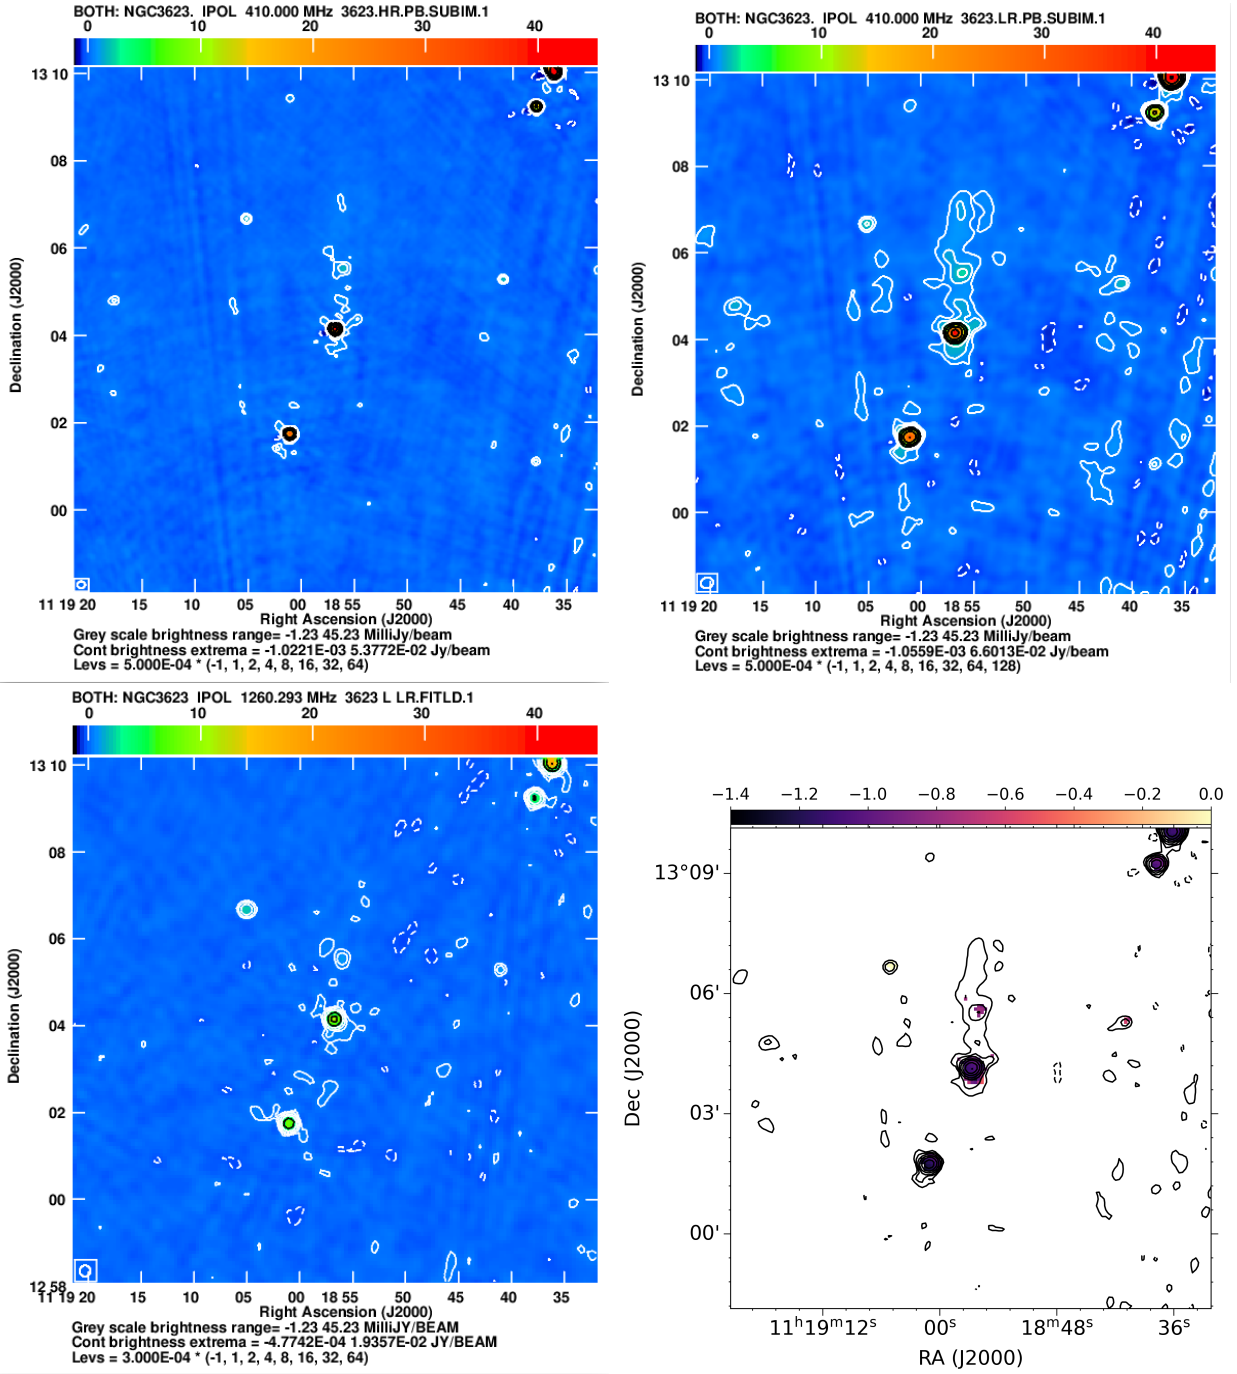 BOTH: NGC3623. IPOL 410.000 MHz 3623.HR.PB.SUBIM.1
0 10 20 30 40
13 10
08
06
04
02
00
Declination (J2000)
11 19 20 15 10 05 00 18 55 50 45 40 35
Right Ascension (J2000)
Grey scale brightness range= -1.23 45.23 MilliJy/beam
Cont brightness extrema = -1.0221E-03 5.3772E-02 Jy/beam
Levs = 5.000E-04 * (-1, 1, 2, 4, 8, 16, 32, 64)
BOTH: NGC3623. IPOL 410.000 MHz 3623.LR.PB.SUBIM.1
0 10 20 30 40
13 10
08
06
04
02
00
Declination (J2000)
11 19 20 15 10 05 00 18 55 50 45 40 35
Right Ascension (J2000)
Grey scale brightness range= -1.23 45.23 MilliJy/beam
Cont brightness extrema = -1.0559E-03 6.6013E-02 Jy/beam
Levs = 5.000E-04 * (-1, 1, 2, 4, 8, 16, 32, 64, 128)
BOTH: NGC3623 IPOL 1260.293 MHz 3623 L LR.FITLD.1
0 10 20 30 40
13 10
08
06
04
02
00
12 58
Declination (J2000)
11 19 20 15 10 05 00 18 55 50 45 40 35
Right Ascension (J2000)
Grey scale brightness range= -1.23 45.23 MilliJY/BEAM
Cont brightness extrema = -4.7742E-04 1.9357E-02 JY/BEAM
Levs = 3.000E-04 * (-1, 1, 2, 4, 8, 16, 32, 64)
−1.4 −1.2 −1.0 −0.8 −0.6 −0.4 −0.2 0.0
13°09'
06'
03'
00'
Dec (J2000)
11ʰ19ᵐ12ˢ 00ˢ 18ᵐ48ˢ 36ˢ
RA (J2000)